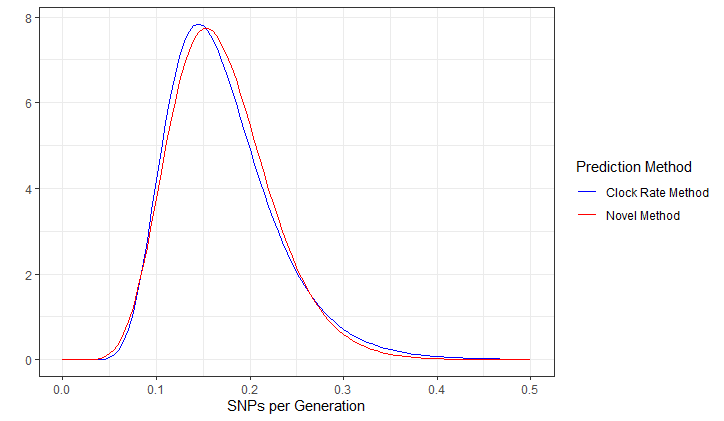 8
6
4
2
0
0.0 0.1 0.2 0.3 0.4 0.5
SNPs per Generation
Prediction Method
Clock Rate Method
Novel Method